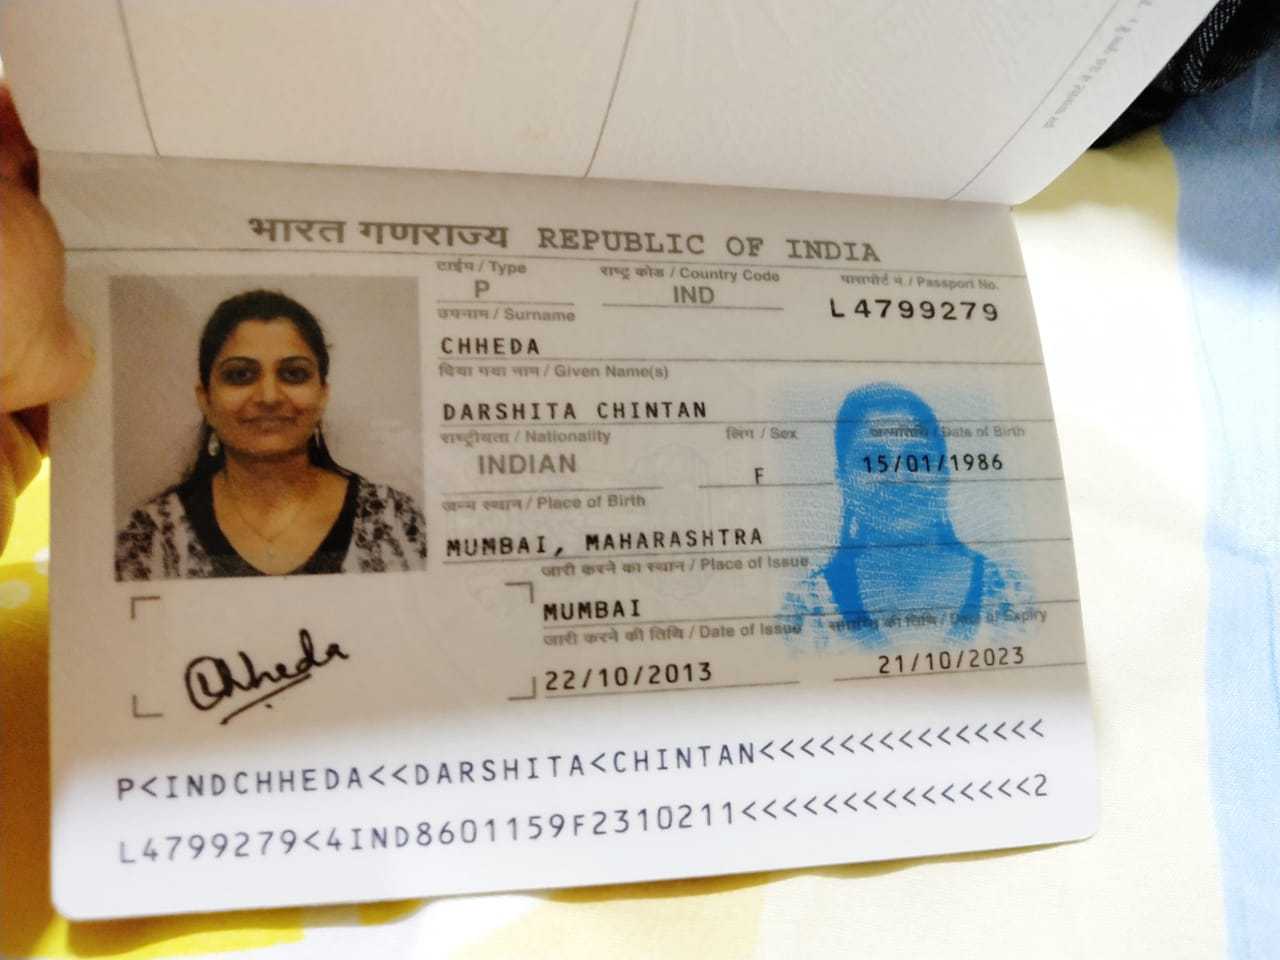 भारत गणराज्य REPUBLIC OF INDIA
टाईप / Type राष्ट्र कोड / Country Code पासपोर्ट नं. / Passport No.
P IND L4799279
उपनाम / Surname
CHHEDA
दिया गया नाम / Given Name(s)
DARSHITA CHINTAN
राष्ट्रीयता / Nationality लिंग / Sex जन्मतिथि / Date of Birth
INDIAN F 15/01/1986
जन्म स्थान / Place of Birth
MUMBAI, MAHARASHTRA
जारी करने का स्थान / Place of Issue
MUMBAI
जारी करने की तिथि / Date of Issue समाप्ति की तिथि / Date of Expiry
22/10/2013 21/10/2023
Chheda
P<INDCHHEDA<<DARSHITA<CHINTAN<<<<<<<<<<<<<<<
L4799279<4IND8601159F2310211<<<<<<<<<<<<<<<2